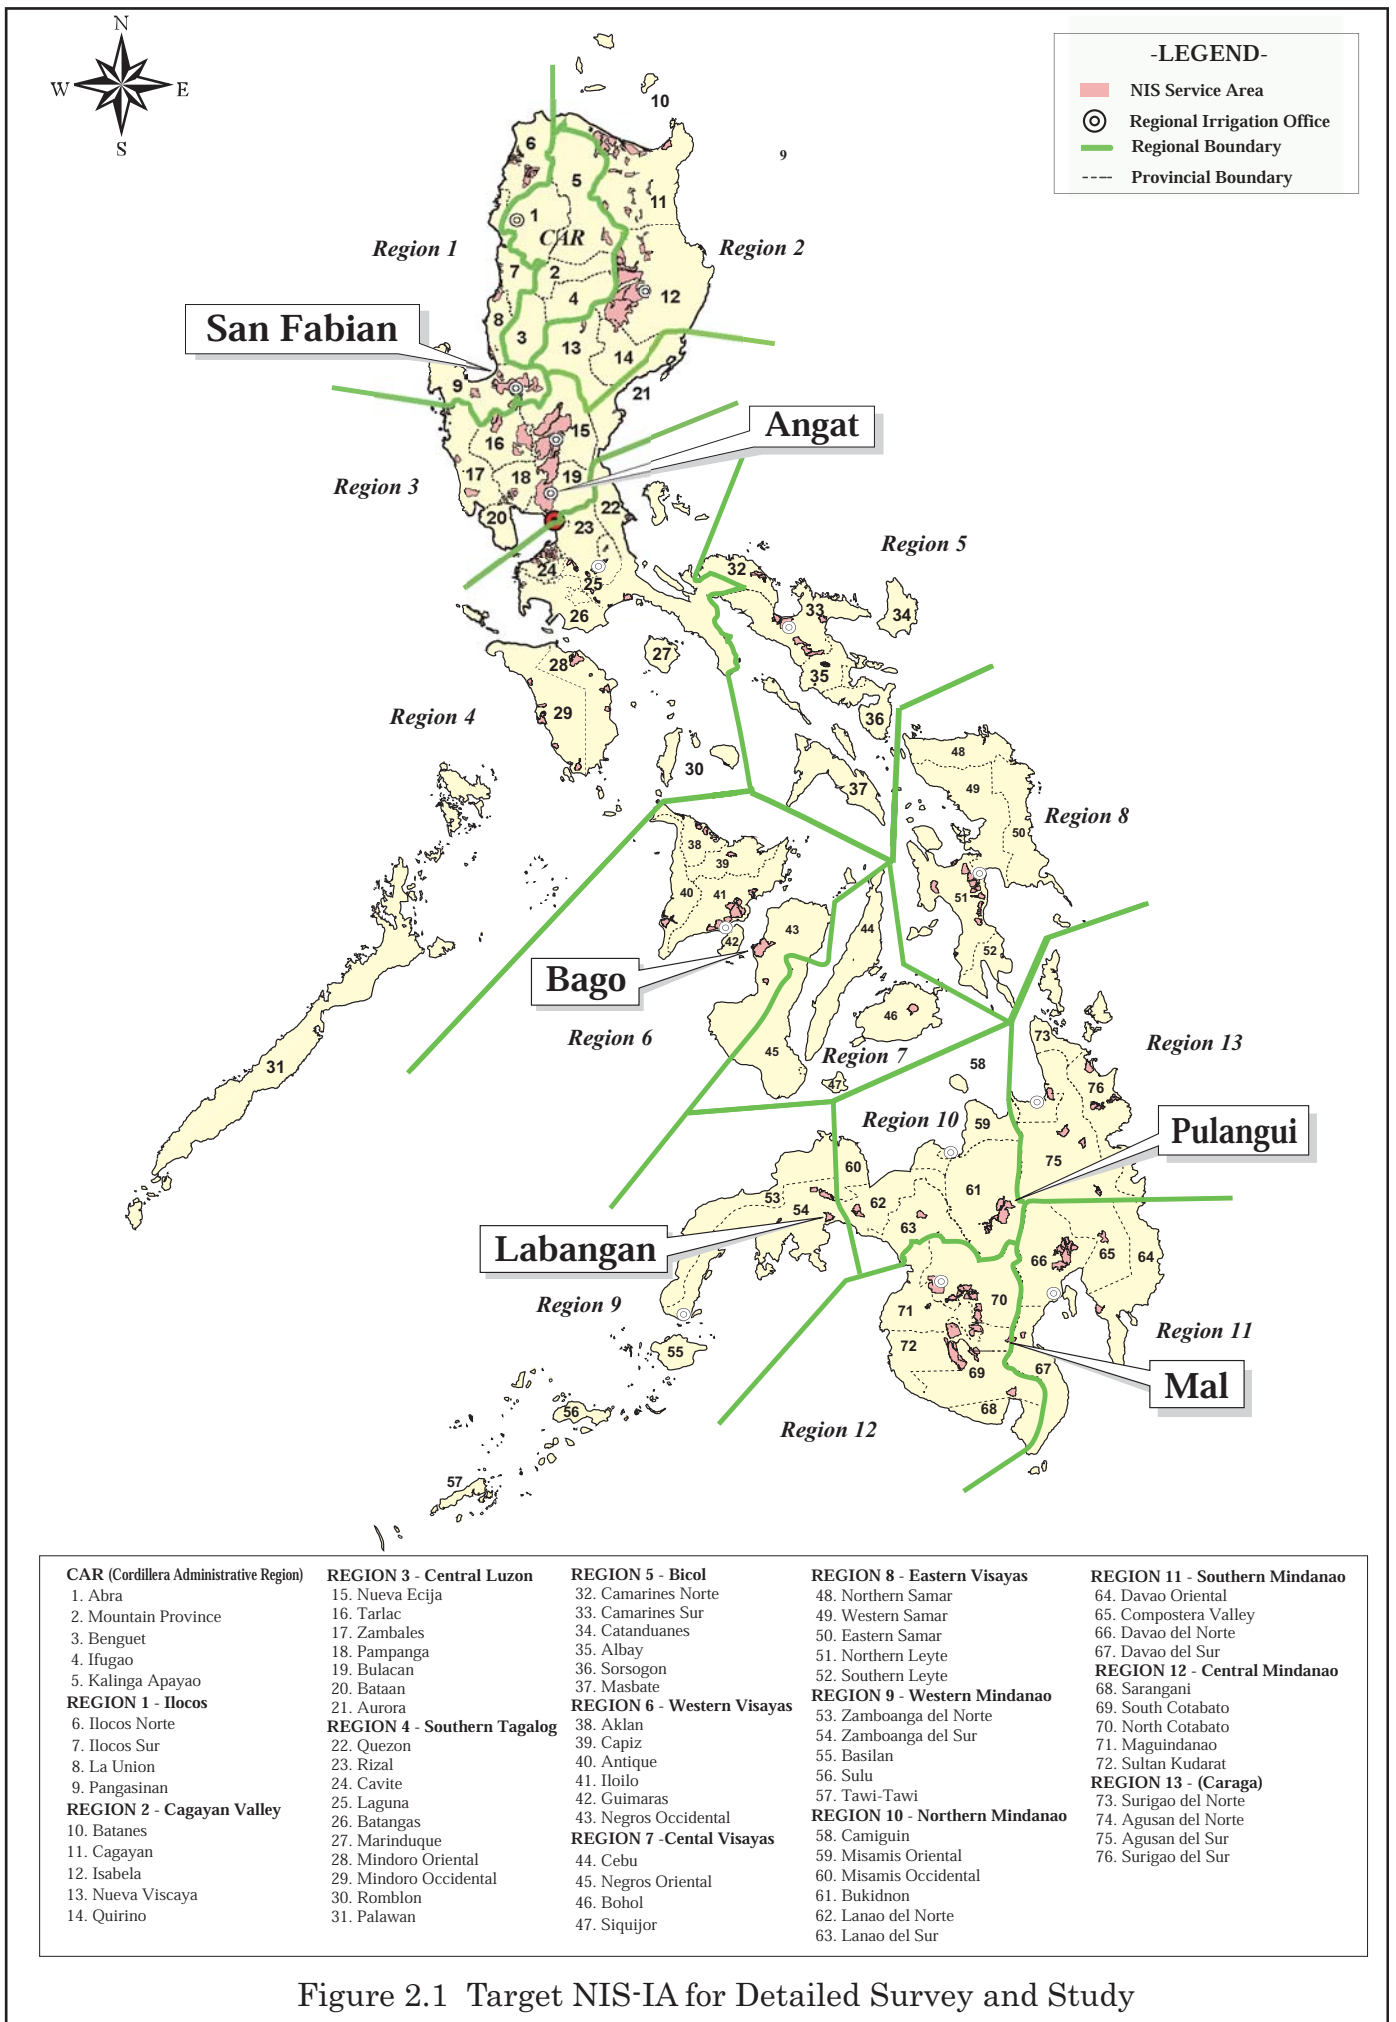 N
W
E
S
-LEGEND-
NIS Service Area
Regional Irrigation Office
Regional Boundary
Provincial Boundary
10
6
9
5
11
1
CAR
Region 1
Region 2
7
2
12
4
8
San Fabian
3
13
14
9
21
Angat
15
16
17
18
19
Region 3
20
22
23
Region 5
24
32
25
33
34
26
27
28
35
Region 4
29
36
48
30
49
37
Region 8
50
38
39
40
41
51
43
44
42
52
Bago
46
Region 6
73
Region 13
45
Region 7
58
31
47
76
Region 10
59
Pulangui
75
60
53
61
54
62
63
Labangan
66
65
64
Region 9
70
71
Region 11
72
55
67
69
Mal
56
68
Region 12
57
CAR (Cordillera Administrative Region)
1. Abra
2. Mountain Province
3. Benguet
4. Ifugao
5. Kalinga Apayao
REGION 1 - Ilocos
6. Ilocos Norte
7. Ilocos Sur
8. La Union
9. Pangasinan
REGION 2 - Cagayan Valley
10. Batanes
11. Cagayan
12. Isabela
13. Nueva Viscaya
14. Quirino
REGION 3 - Central Luzon
15. Nueva Ecija
16. Tarlac
17. Zambales
18. Pampanga
19. Bulacan
20. Bataan
21. Aurora
REGION 4 - Southern Tagalog
22. Quezon
23. Rizal
24. Cavite
25. Laguna
26. Batangas
27. Marinduque
28. Mindoro Oriental
29. Mindoro Occidental
30. Romblon
31. Palawan
REGION 5 - Bicol
32. Camarines Norte
33. Camarines Sur
34. Catanduanes
35. Albay
36. Sorsogon
37. Masbate
REGION 6 - Western Visayas
38. Aklan
39. Capiz
40. Antique
41. Iloilo
42. Guimaras
43. Negros Occidental
REGION 7 -Cental Visayas
44. Cebu
45. Negros Oriental
46. Bohol
47. Siquijor
REGION 8 - Eastern Visayas
48. Northern Samar
49. Western Samar
50. Eastern Samar
51. Northern Leyte
52. Southern Leyte
REGION 9 - Western Mindanao
53. Zamboanga del Norte
54. Zamboanga del Sur
55. Basilan
56. Sulu
57. Tawi-Tawi
REGION 10 - Northern Mindanao
58. Camiguin
59. Misamis Oriental
60. Misamis Occidental
61. Bukidnon
62. Lanao del Norte
63. Lanao del Sur
REGION 11 - Southern Mindanao
64. Davao Oriental
65. Compostera Valley
66. Davao del Norte
67. Davao del Sur
REGION 12 - Central Mindanao
68. Sarangani
69. South Cotabato
70. North Cotabato
71. Maguindanao
72. Sultan Kudarat
REGION 13 - (Caraga)
73. Surigao del Norte
74. Agusan del Norte
75. Agusan del Sur
76. Surigao del Sur
Figure 2.1 Target NIS-IA for Detailed Survey and Study